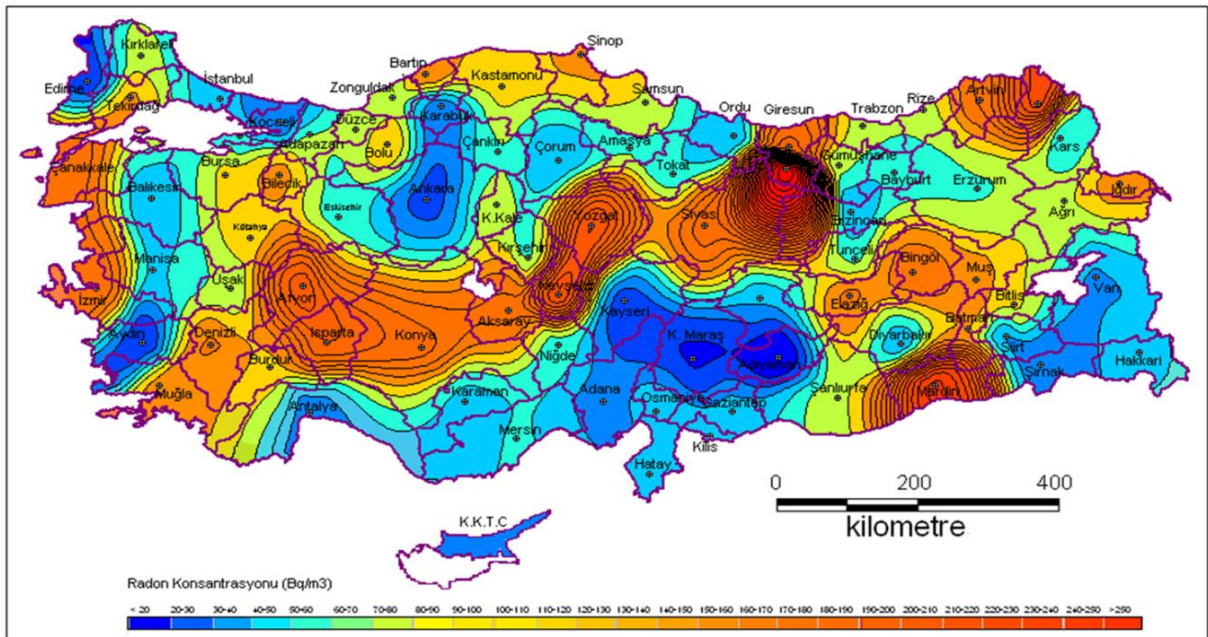 Sinop
Kırklareli
Bartın
Kastamonu
İstanbul
Zonguldak
Edirne
Tekirdağ
Samsun
Karabük
Ordu
Giresun
Trabzon
Rize
Artvin
Kocaeli
Düzce
Adapazarı
Bolu
Çankırı
Çorum
Amasya
Kars
Çanakkale
Bursa
Bilecik
Tokat
Gümüşhane
Bayburt
Erzurum
Iğdır
Balıkesir
Ankara
Eskişehir
K.Kale
Yozgat
Sivas
Erzincan
Ağrı
Kütahya
Kırşehir
Tunceli
Manisa
Uşak
Afyon
Nevşehir
Bingöl
Muş
İzmir
Aksaray
Kayseri
Elazığ
Bitlis
Van
Aydın
Denizli
Isparta
Konya
K. Maraş
Adıyaman
Diyarbakır
Batman
Siirt
Burdur
Niğde
Hakkari
Şırnak
Muğla
Karaman
Adana
Şanlıurfa
Mardin
Antalya
Osmaniye
Gaziantep
Mersin
Kilis
Hatay
0 200 400
kilometre
K.K.T.C
Radon Konsantrasyonu (Bq/m3)
< 20 20-30 30-40 40-50 50-60 60-70 70-80 80-90 90-100 100-110 110-120 120-130 130-140 140-150 150-160 160-170 170-180 180-190 190-200 200-210 210-220 220-230 230-240 240-250 >250